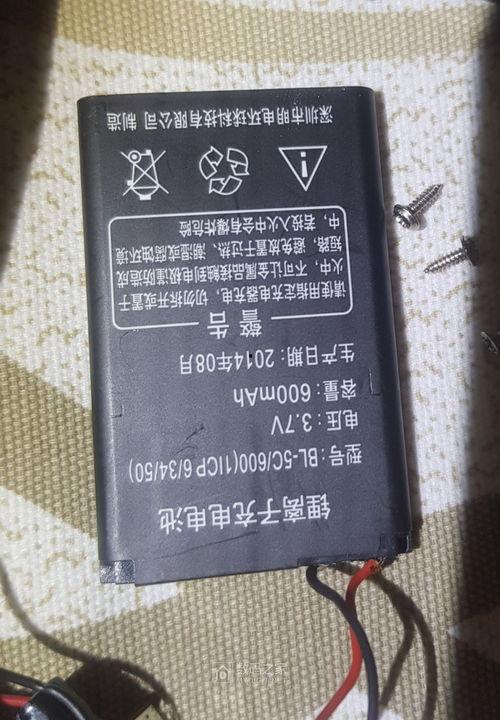 锂离子充电电池
型号：BL-5C/600(1ICP 6/34/50)
电压：3.7V
容量：600mAh
生产日期：2014年08月
警 告
请使用指定充电器充电，切勿拆开或置于
火中，不可让金属品接触到电极谨防造成
短路，避免放置于过热、潮湿或腐蚀环境
中，若投入火中会有爆炸危险
深圳市明电环球科技有限公司 制造
数码之家
MYDIGIT.NET